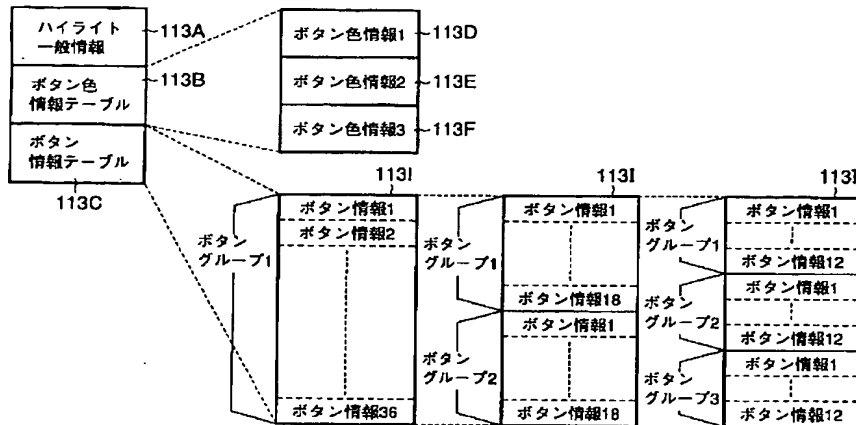 ハイライト
一般情報
113A
ボタン色
情報テーブル
113B
ボタン
情報テーブル
113C
ボタン色情報1
113D
ボタン色情報2
113E
ボタン色情報3
113F
113I
ボタン
グループ1
ボタン情報1
ボタン情報2
ボタン情報36
113I
ボタン
グループ1
ボタン情報1
ボタン情報18
ボタン
グループ2
ボタン情報1
ボタン情報18
113I
ボタン
グループ1
ボタン情報1
ボタン情報12
ボタン
グループ2
ボタン情報1
ボタン情報12
ボタン
グループ3
ボタン情報1
ボタン情報12